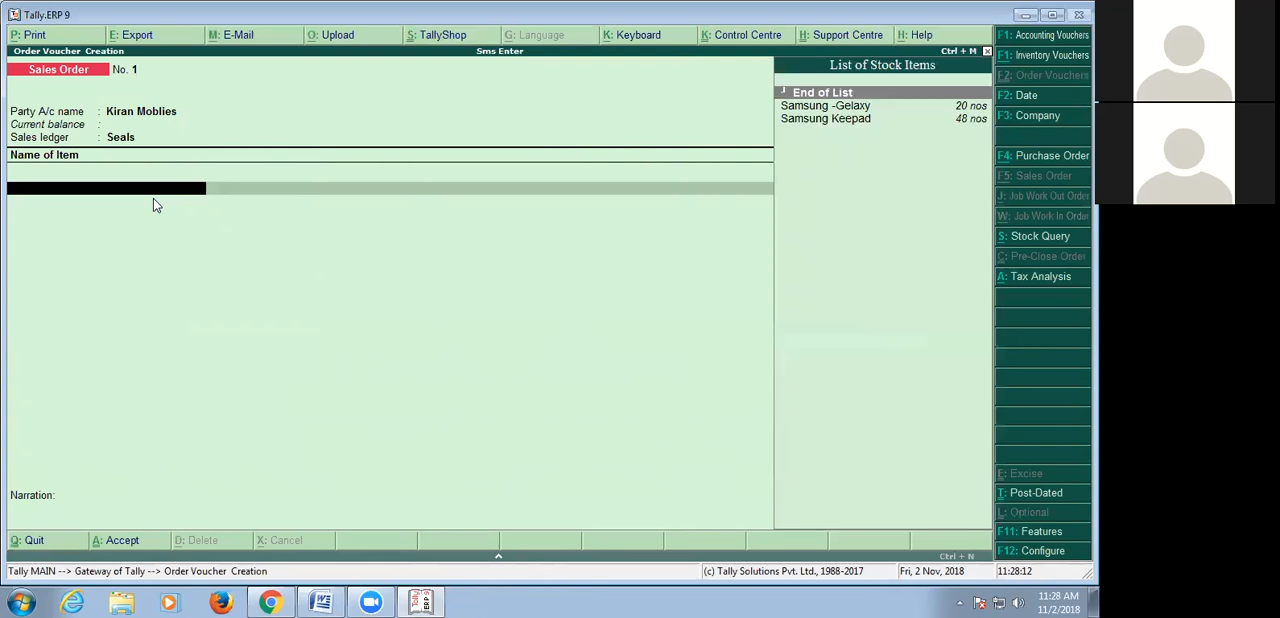 Tally.ERP 9
P: Print E: Export M: E-Mail O: Upload S: TallyShop G: Language K: Keyboard K: Control Centre H: Support Centre H: Help
Order Voucher Creation Sms Enter Ctrl + M
Sales Order No. 1
Party A/c name : Kiran Moblies
Current balance :
Sales ledger : Seals
Name of Item
List of Stock Items
End of List
Samsung -Gelaxy 20 nos
Samsung Keepad 48 nos
F1: Accounting Vouchers
F1: Inventory Vouchers
F2: Order Vouchers
F2: Date
F3: Company
F4: Purchase Order
F5: Sales Order
J: Job Work Out Order
W: Job Work In Order
S: Stock Query
C: Pre-Close Order
A: Tax Analysis
E: Excise
T: Post-Dated
L: Optional
F11: Features
F12: Configure
Narration:
Q: Quit A: Accept D: Delete X: Cancel
Ctrl + N
Tally MAIN --> Gateway of Tally --> Order Voucher Creation (c) Tally Solutions Pvt. Ltd., 1988-2017 Fri, 2 Nov, 2018 11:28:12
Tally ERP 9
11:28 AM
11/2/2018